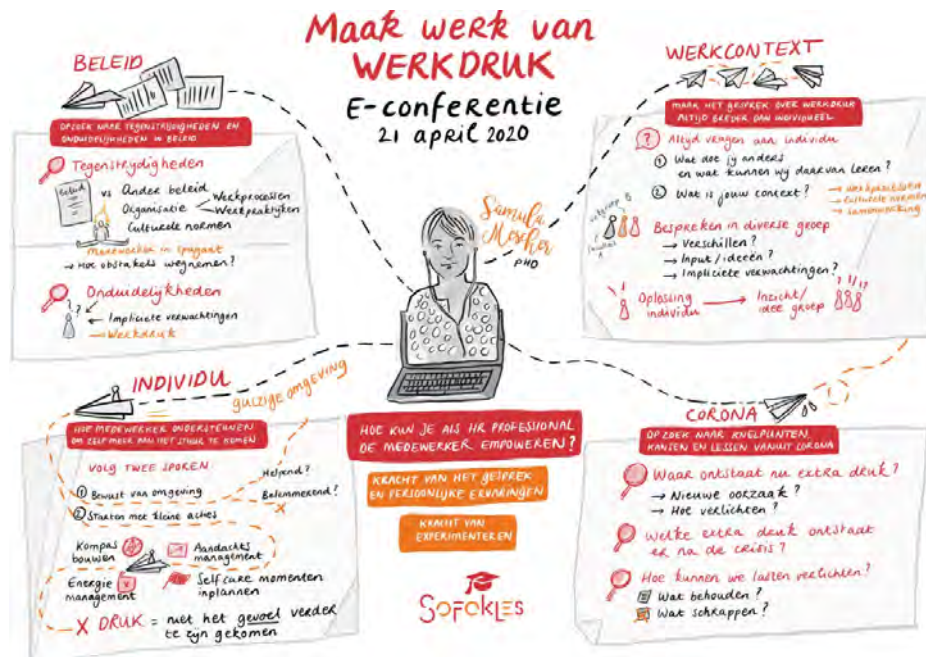 Maak werk van
WERKDRUK
E-conferentie
21 april 2020
BELEID
OPZOEK NAAR TEGENSTRIJDIGHEDEN EN
ONDUIDELIJKHEDEN IN BELEID
Tegenstrydigheden
Beleid
vs Ander beleid
Organisatie
Werkprocessen
Werkpraktijken
Culturele normen
Medewerker in spagaat
→ Hoe obstakels wegnemen?
Onduidelijkheden
? ?
Impliciete verwachtingen
→ Werkdruk
WERKCONTEXT
MAAK HET GESPREK OVER WERKDRUK
ALTIJD BREDER DAN INDIVIDUEEL
? Altijd vragen aan individu
1 Wat doe jij anders
en wat kunnen wij daarvan leren?
2 Wat is jouw context?
→ Werkprocessen
→ Culturele normen
→ Samenwerking
Bespreken in diverse groep
→ Verschillen?
→ Input/ideeën?
→ Impliciete verwachtingen?
Oplossing
individu
→ Inzicht/
idee groep
Samula
Mescher
PHD
INDIVIDU
gulzige omgeving
HOE MEDEWERKER ONDERSTEUNEN
OM ZELF MEER AAN HET STUUR TE KOMEN
VOLG TWEE SPOREN
1 Bewust van omgeving
Helpend?
Belemmerend?
X
2 Starten met kleine acties
Kompas
bouwen
Aandachts
management
Energie
management
Self care momenten
inplannen
X DRUK = niet het gevoel verder
te zijn gekomen
HOE KUN JE ALS HR PROFESSIONAL
DE MEDEWERKER EMPOWEREN?
KRACHT VAN HET GESPREK
EN PERSOONLIJKE ERVARINGEN
KRACHT VAN
EXPERIMENTEREN
SOFOKLES
CORONA
OP ZOEK NAAR KNELPUNTEN,
KANSEN EN LESSEN VANUIT CORONA
Waar ontstaat nu extra druk?
→ Nieuwe oorzaak?
→ Hoe verlichten?
Welke extra druk ontstaat
er na de crisis?
Hoe kunnen we lasten verlichten?
Wat behouden?
Wat schrappen?